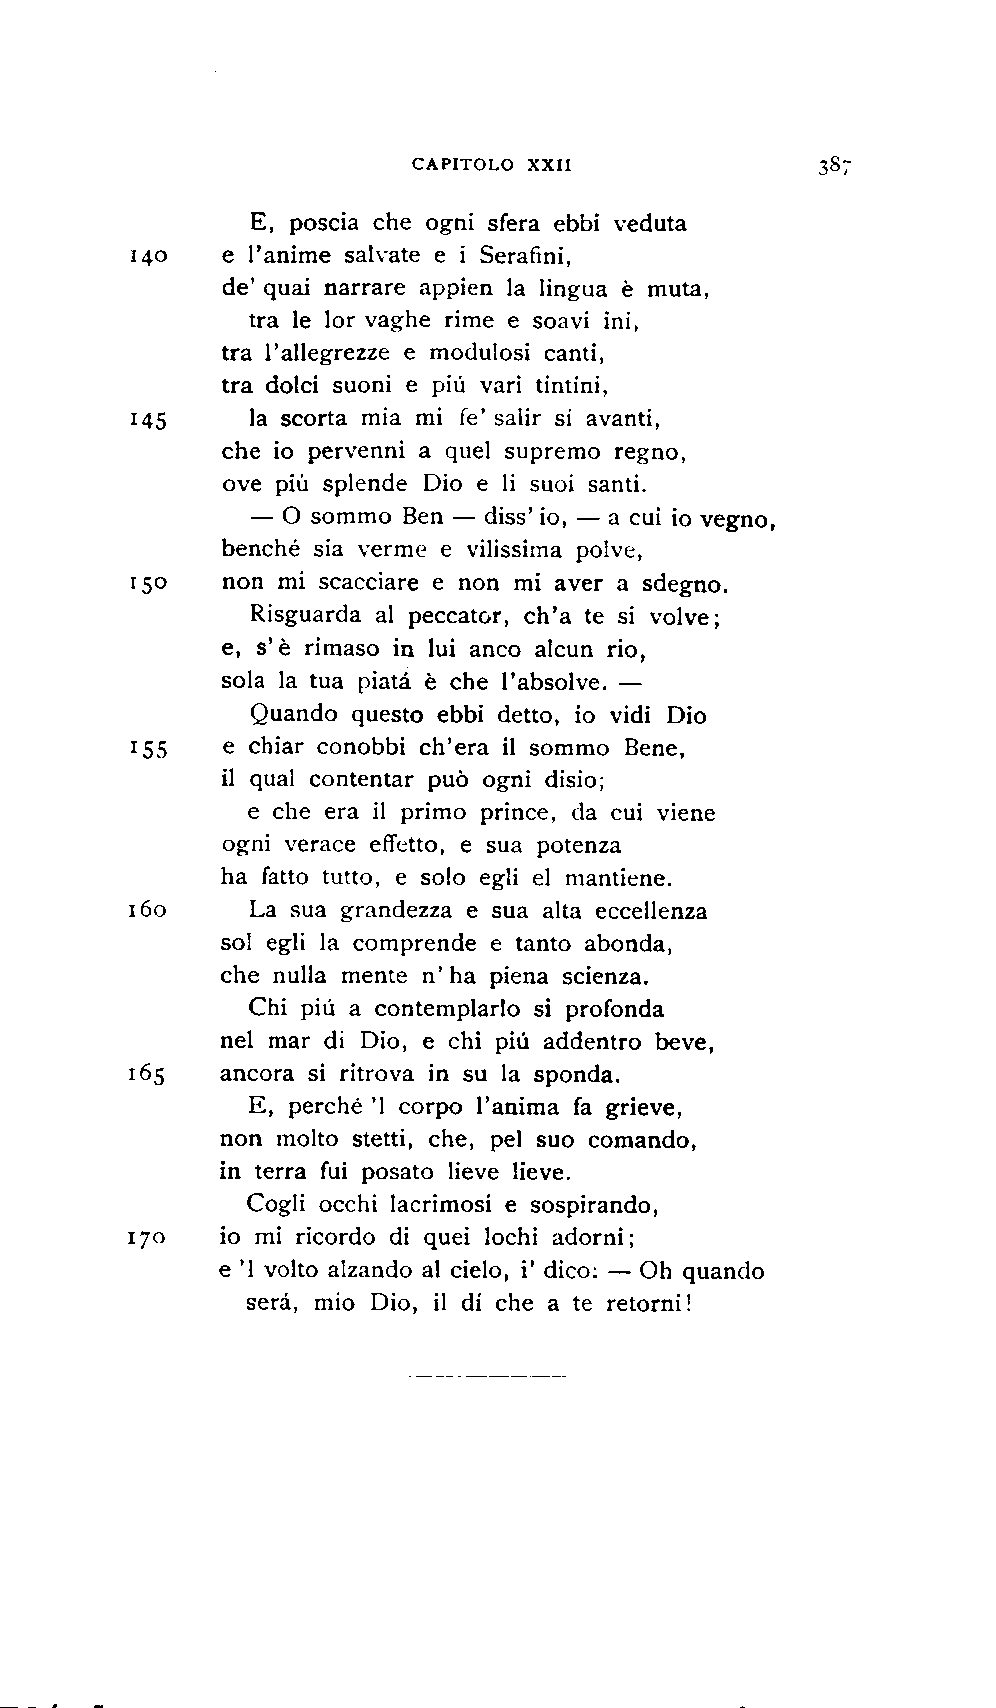 CAPITOLO XXII 387
E, poscia che ogni sfera ebbi veduta
140 e l'anime salvate e i Serafini,
de' quai narrare appien la lingua è muta,
tra le lor vaghe rime e soavi ini,
tra l'allegrezze e modulosi canti,
tra dolci suoni e piú vari tintini,
145 la scorta mia mi fe' salir sí avanti,
che io pervenni a quel supremo regno,
ove piú splende Dio e li suoi santi.
— O sommo Ben — diss' io, — a cui io vegno,
benché sia verme e vilissima polve,
150 non mi scacciare e non mi aver a sdegno.
Risguarda al peccator, ch'a te si volve;
e, s' è rimaso in lui anco alcun rio,
sola la tua piatá è che l'absolve. —
Quando questo ebbi detto, io vidi Dio
155 e chiar conobbi ch'era il sommo Bene,
il qual contentar può ogni disio;
e che era il primo prince, da cui viene
ogni verace effetto, e sua potenza
ha fatto tutto, e solo egli el mantiene.
160 La sua grandezza e sua alta eccellenza
sol egli la comprende e tanto abonda,
che nulla mente n' ha piena scienza.
Chi piú a contemplarlo si profonda
nel mar di Dio, e chi piú addentro beve,
165 ancora si ritrova in su la sponda.
E, perché 'l corpo l'anima fa grieve,
non molto stetti, che, pel suo comando,
in terra fui posato lieve lieve.
Cogli occhi lacrimosi e sospirando,
170 io mi ricordo di quei lochi adorni;
e 'l volto alzando al cielo, i' dico: — Oh quando
será, mio Dio, il dí che a te retorni!